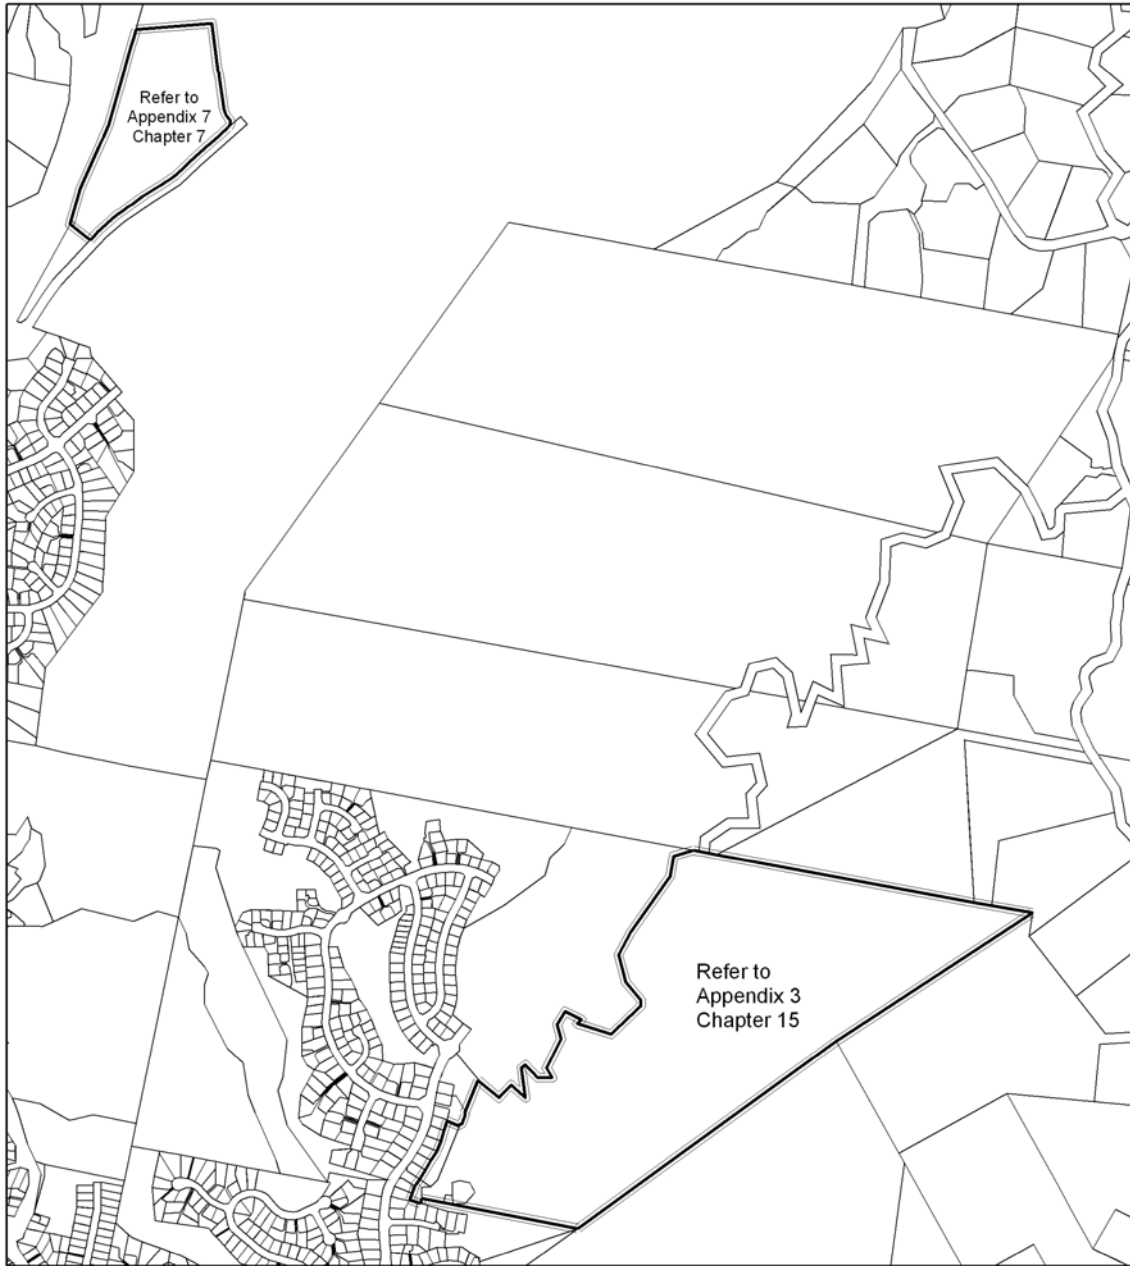 Refer to
Appendix 7
Chapter 7
Refer to
Appendix 3
Chapter 15